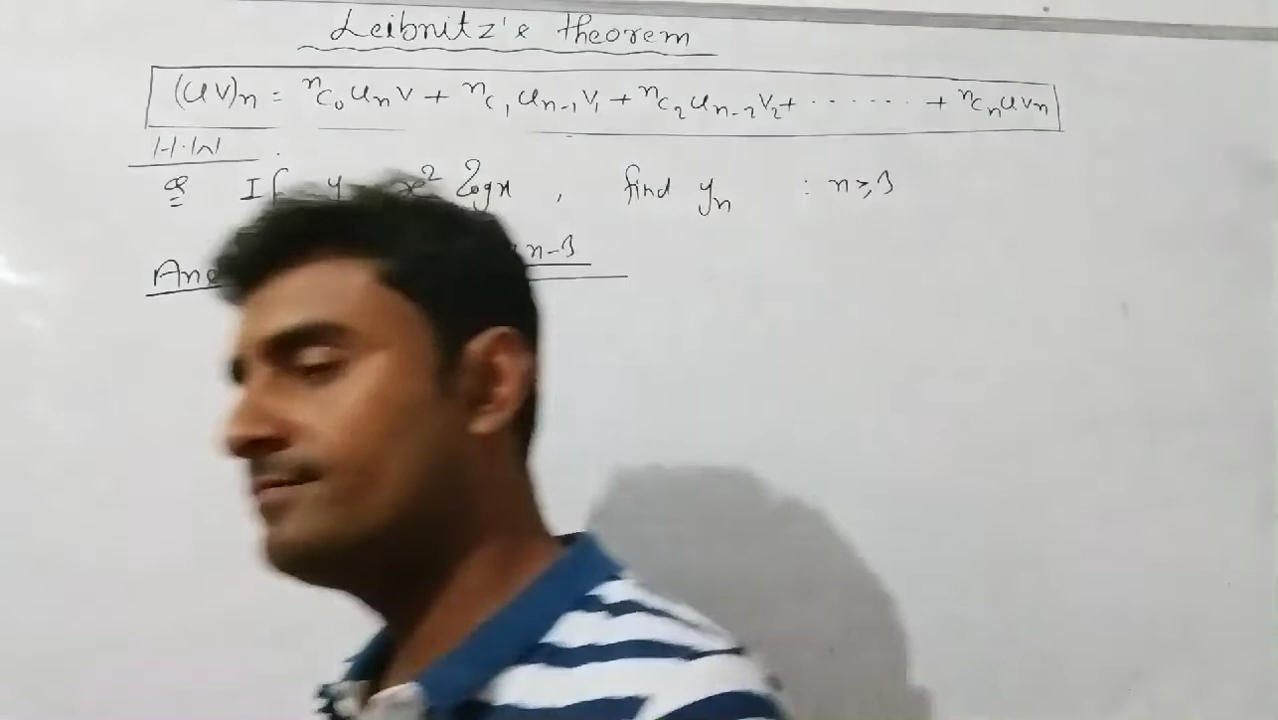 Leibnitz's theorem
(uv)n = ⁿC₀uₙv + ⁿC₁uₙ₋₁v₁ + ⁿC₂uₙ₋₂v₂ + ....... + ⁿCₙuvₙ
H.W
Q If y x² logx , find yₙ : n≥3
Ans n-3